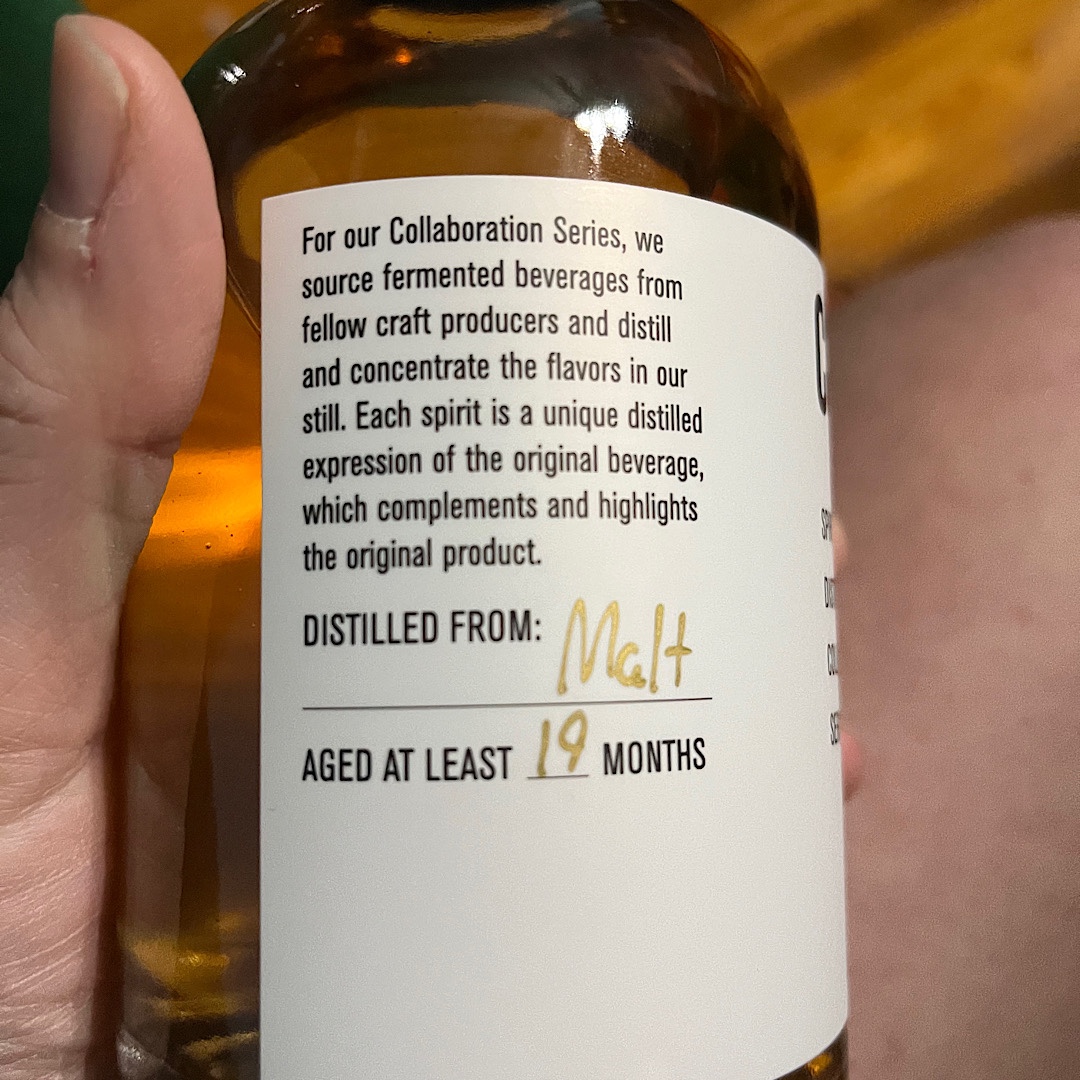 For our Collaboration Series, we
source fermented beverages from
fellow craft producers and distill
and concentrate the flavors in our
still. Each spirit is a unique distilled
expression of the original beverage,
which complements and highlights
the original product.
DISTILLED FROM: Malt
AGED AT LEAST 19 MONTHS